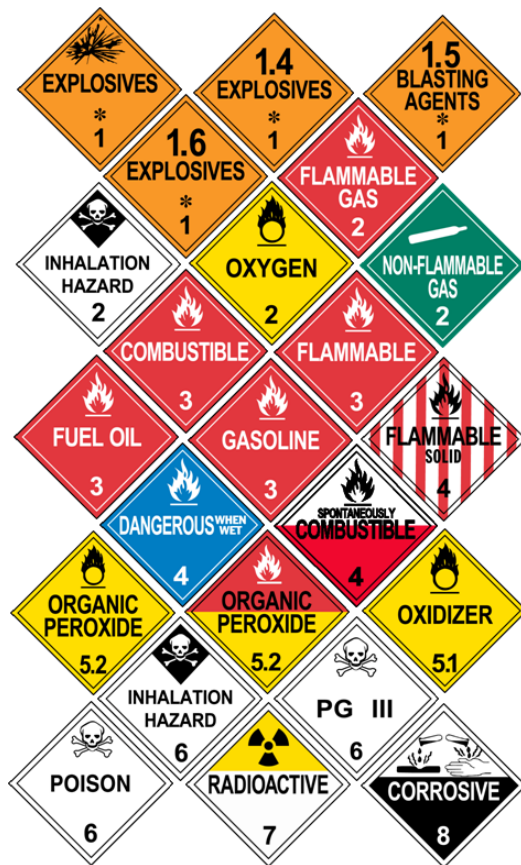 EXPLOSIVES
*
1
1.4
EXPLOSIVES
*
1
1.5
BLASTING
AGENTS
*
1
1.6
EXPLOSIVES
*
1
FLAMMABLE
GAS
2
INHALATION
HAZARD
2
OXYGEN
2
NON-FLAMMABLE
GAS
2
COMBUSTIBLE
3
FLAMMABLE
3
FUEL OIL
3
GASOLINE
3
FLAMMABLE
SOLID
4
DANGEROUS WHEN
WET
4
SPONTANEOUSLY
COMBUSTIBLE
4
ORGANIC
PEROXIDE
5.2
ORGANIC
PEROXIDE
5.2
OXIDIZER
5.1
INHALATION
HAZARD
6
PG III
6
POISON
6
RADIOACTIVE
7
CORROSIVE
8